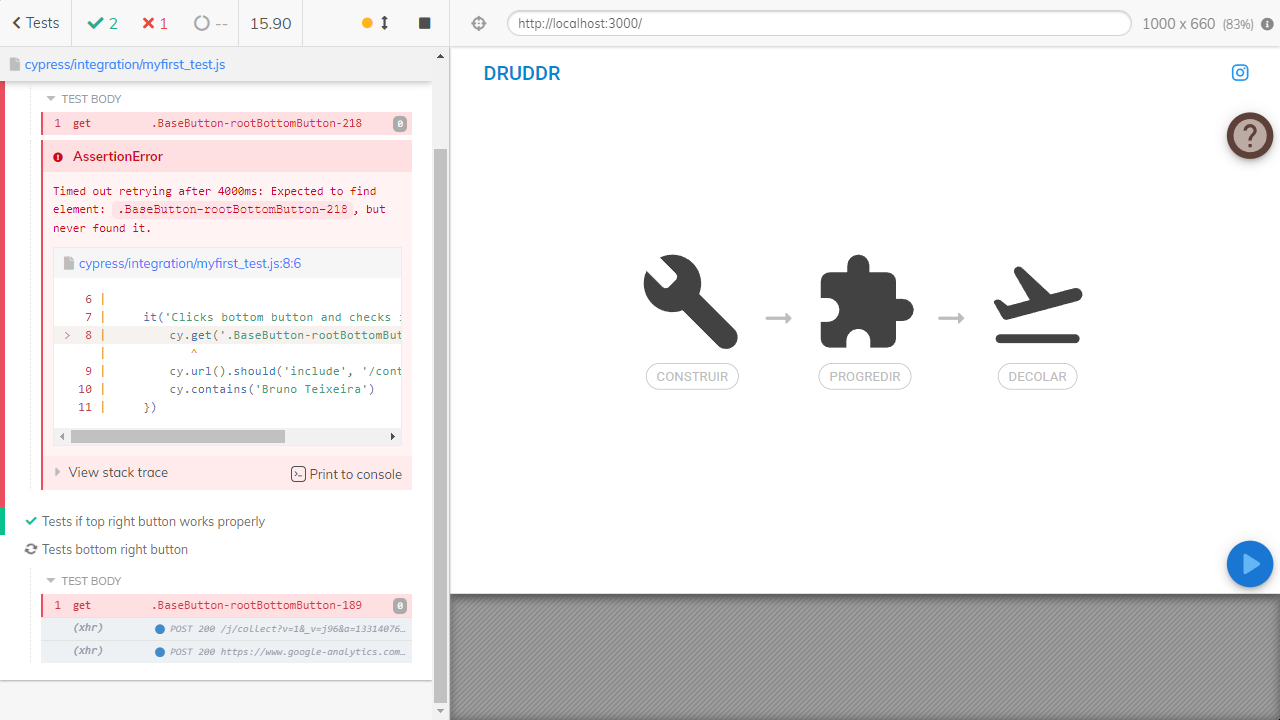 Tests
2
1
--
15.90
http://localhost:3000/
1000 x 660 (83%)
cypress/integration/myfirst_test.js
TEST BODY
1 get .BaseButton-rootBottomButton-218 0
AssertionError
Timed out retrying after 4000ms: Expected to find
element: .BaseButton-rootBottomButton-218, but
never found it.
cypress/integration/myfirst_test.js:8:6
6 |
7 | it('Clicks bottom button and checks
> 8 | cy.get('.BaseButton-rootBottomBut
| ^
9 | cy.url().should('include', '/cont
10 | cy.contains('Bruno Teixeira')
11 | })
View stack trace
Print to console
Tests if top right button works properly
Tests bottom right button
TEST BODY
1 get .BaseButton-rootBottomButton-189 0
(xhr) POST 200 /j/collect?v=1&_v=j96&a=13314076…
(xhr) POST 200 https://www.google-analytics.com…
DRUDDR
?
CONSTRUIR
PROGREDIR
DECOLAR